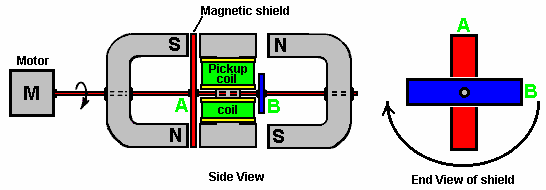 Magnetic shield
Motor
M
S
N
Pickup
coil
A
B
coil
N
S
Side View
A
B
End View of shield